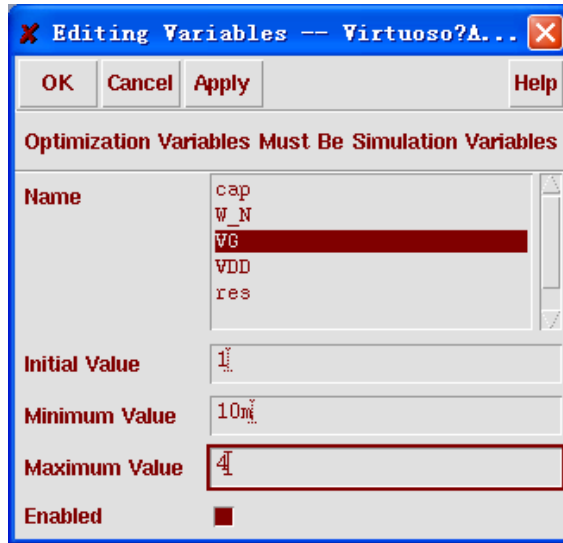 Editing Variables -- Virtuoso?A...
OK Cancel Apply Help
Optimization Variables Must Be Simulation Variables
Name
cap
W_N
VG
VDD
res
Initial Value 1
Minimum Value 10m
Maximum Value 4
Enabled